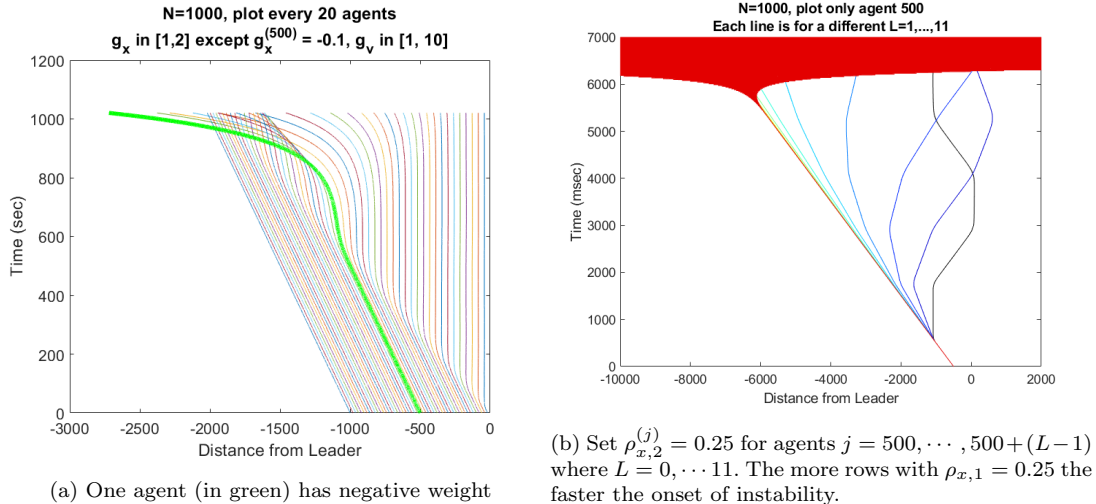 N=1000, plot every 20 agents
g_x in [1,2] except g_x^(500) = -0.1, g_v in [1, 10]
1200
1000
800
600
400
200
0
Time (sec)
-3000 -2500 -2000 -1500 -1000 -500 0
Distance from Leader
(a) One agent (in green) has negative weight
N=1000, plot only agent 500
Each line is for a different L=1,...,11
7000
6000
5000
4000
3000
2000
1000
0
Time (msec)
-10000 -8000 -6000 -4000 -2000 0 2000
Distance from Leader
(b) Set ρ_{x,2}^{(j)} = 0.25 for agents j = 500, ⋯ , 500+(L−1)
where L = 0, ⋯ 11. The more rows with ρ_{x,1} = 0.25 the
faster the onset of instability.